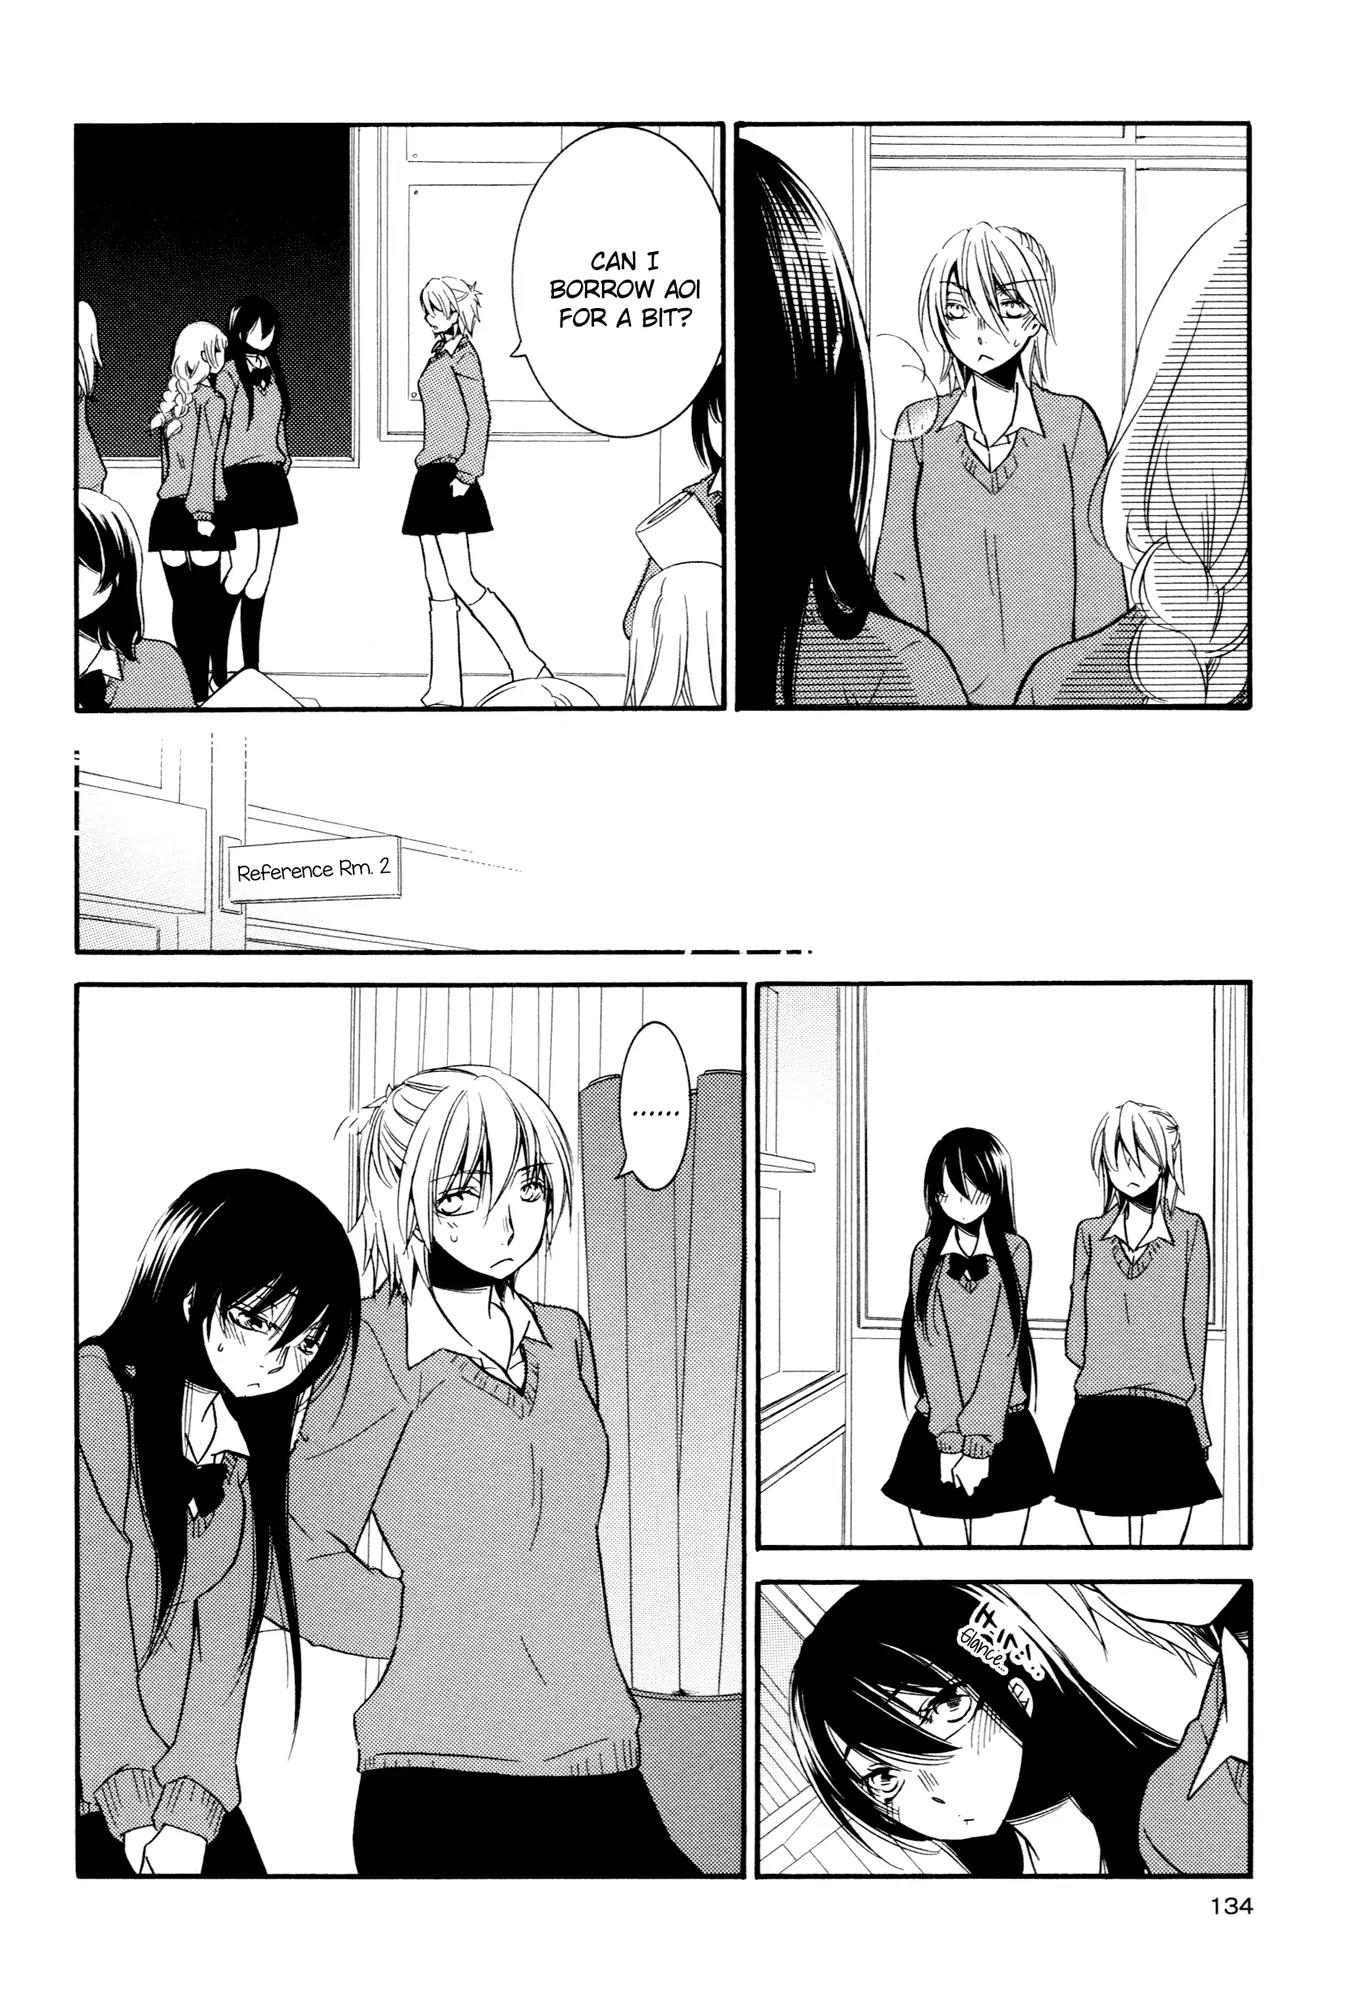 CAN I
BORROW AOI
FOR A BIT?
Reference Rm. 2
.......
Glance...
134